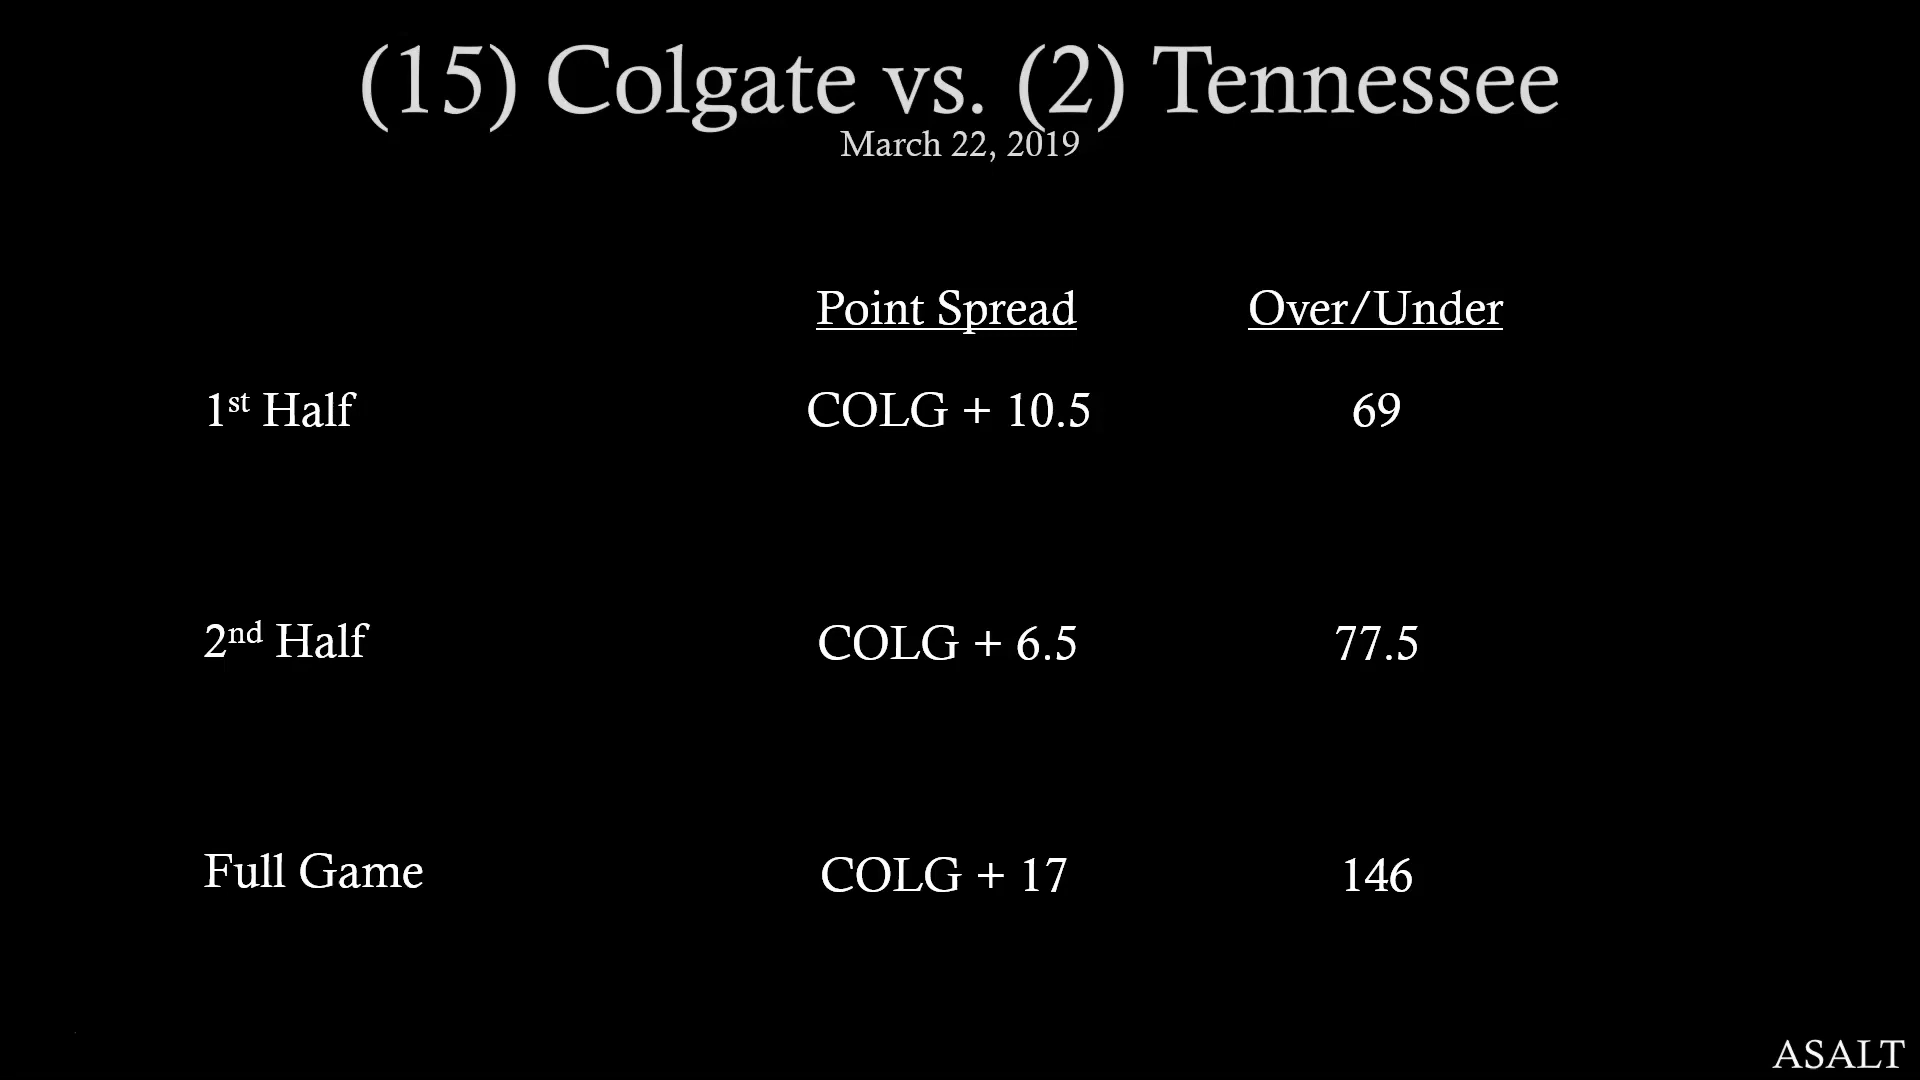 (15) Colgate vs. (2) Tennessee
March 22, 2019
Point Spread Over/Under
1st Half COLG + 10.5 69
2nd Half COLG + 6.5 77.5
Full Game COLG + 17 146
ASALT